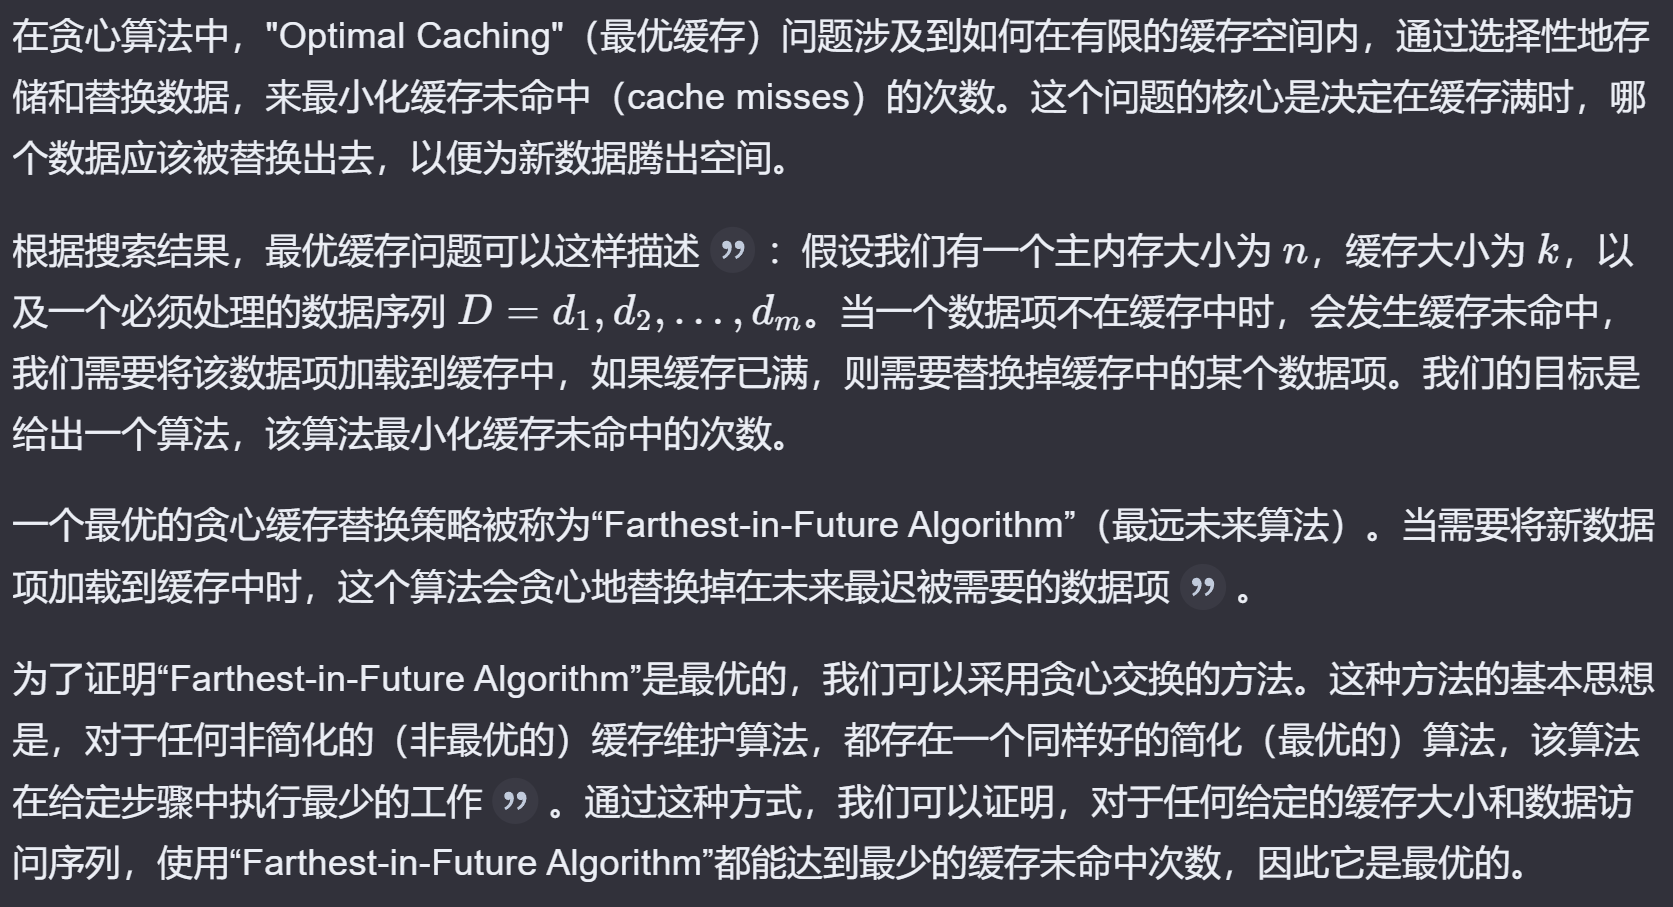 在贪心算法中，"Optimal Caching"（最优缓存）问题涉及到如何在有限的缓存空间内，通过选择性地存
储和替换数据，来最小化缓存未命中（cache misses）的次数。这个问题的核心是决定在缓存满时，哪
个数据应该被替换出去，以便为新数据腾出空间。
根据搜索结果，最优缓存问题可以这样描述 ” ：假设我们有一个主内存大小为 n，缓存大小为 k，以
及一个必须处理的数据序列 D = d₁, d₂, . . . , dₘ。当一个数据项不在缓存中时，会发生缓存未命中，
我们需要将该数据项加载到缓存中，如果缓存已满，则需要替换掉缓存中的某个数据项。我们的目标是
给出一个算法，该算法最小化缓存未命中的次数。
一个最优的贪心缓存替换策略被称为“Farthest-in-Future Algorithm”（最远未来算法）。当需要将新数据
项加载到缓存中时，这个算法会贪心地替换掉在未来最迟被需要的数据项 ” 。
为了证明“Farthest-in-Future Algorithm”是最优的，我们可以采用贪心交换的方法。这种方法的基本思想
是，对于任何非简化的（非最优的）缓存维护算法，都存在一个同样好的简化（最优的）算法，该算法
在给定步骤中执行最少的工作 ” 。通过这种方式，我们可以证明，对于任何给定的缓存大小和数据访
问序列，使用“Farthest-in-Future Algorithm”都能达到最少的缓存未命中次数，因此它是最优的。